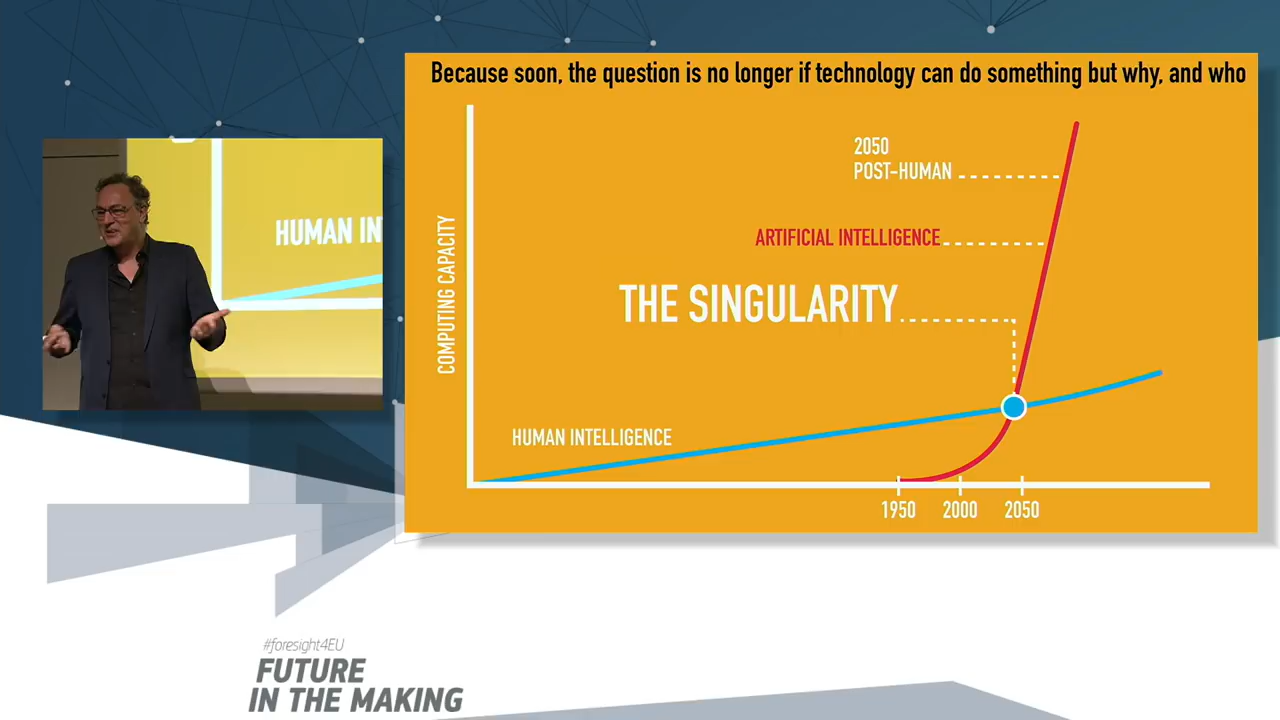 Because soon, the question is no longer if technology can do something but why, and who
2050
POST-HUMAN
ARTIFICIAL INTELLIGENCE
THE SINGULARITY
COMPUTING CAPACITY
HUMAN INTELLIGENCE
1950 2000 2050
HUMAN IN
#foresight4EU
FUTURE
IN THE MAKING